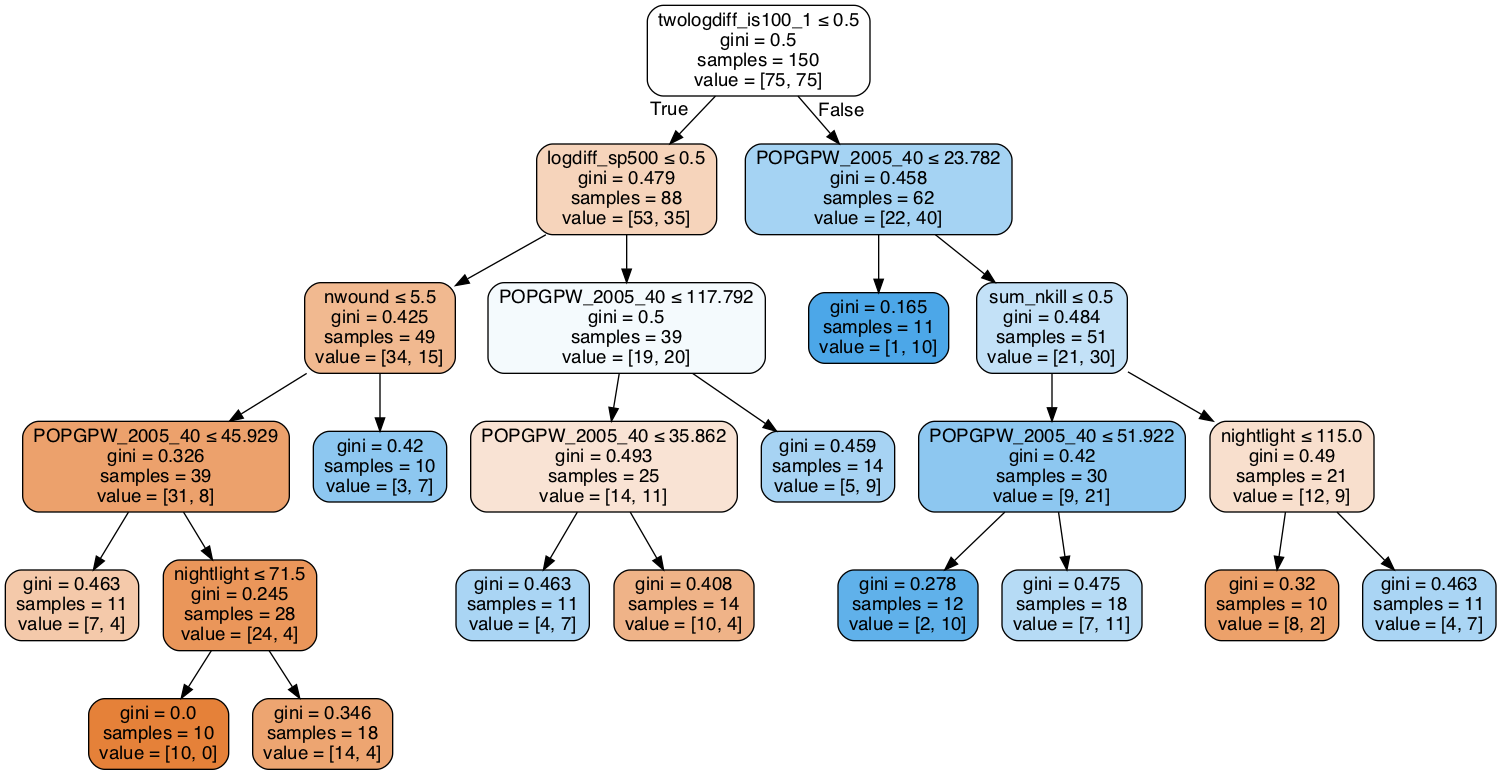 twologdiff_is100_1 ≤ 0.5
gini = 0.5
samples = 150
value = [75, 75]
True
False
logdiff_sp500 ≤ 0.5
gini = 0.479
samples = 88
value = [53, 35]
POPGPW_2005_40 ≤ 23.782
gini = 0.458
samples = 62
value = [22, 40]
nwound ≤ 5.5
gini = 0.425
samples = 49
value = [34, 15]
POPGPW_2005_40 ≤ 117.792
gini = 0.5
samples = 39
value = [19, 20]
gini = 0.165
samples = 11
value = [1, 10]
sum_nkill ≤ 0.5
gini = 0.484
samples = 51
value = [21, 30]
POPGPW_2005_40 ≤ 45.929
gini = 0.326
samples = 39
value = [31, 8]
gini = 0.42
samples = 10
value = [3, 7]
POPGPW_2005_40 ≤ 35.862
gini = 0.493
samples = 25
value = [14, 11]
gini = 0.459
samples = 14
value = [5, 9]
POPGPW_2005_40 ≤ 51.922
gini = 0.42
samples = 30
value = [9, 21]
nightlight ≤ 115.0
gini = 0.49
samples = 21
value = [12, 9]
gini = 0.463
samples = 11
value = [7, 4]
nightlight ≤ 71.5
gini = 0.245
samples = 28
value = [24, 4]
gini = 0.463
samples = 11
value = [4, 7]
gini = 0.408
samples = 14
value = [10, 4]
gini = 0.278
samples = 12
value = [2, 10]
gini = 0.475
samples = 18
value = [7, 11]
gini = 0.32
samples = 10
value = [8, 2]
gini = 0.463
samples = 11
value = [4, 7]
gini = 0.0
samples = 10
value = [10, 0]
gini = 0.346
samples = 18
value = [14, 4]